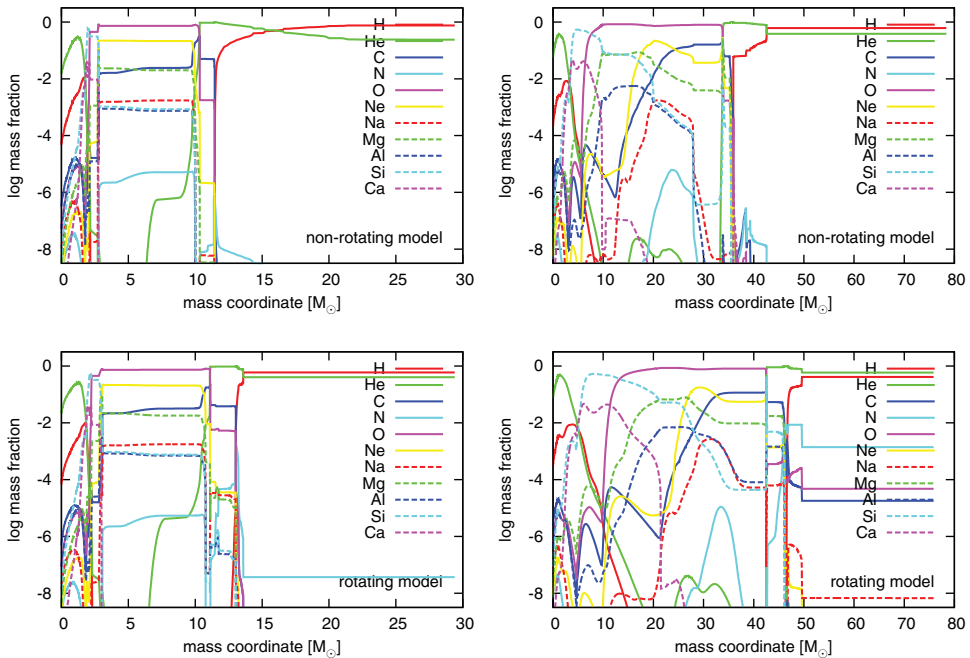 0
-2
-4
-6
-8
log mass fraction
H
He
C
N
O
Ne
Na
Mg
Al
Si
Ca
non-rotating model
0 5 10 15 20 25 30
mass coordinate [M☉]
0
-2
-4
-6
-8
log mass fraction
H
He
C
N
O
Ne
Na
Mg
Al
Si
Ca
non-rotating model
0 10 20 30 40 50 60 70 80
mass coordinate [M☉]
0
-2
-4
-6
-8
log mass fraction
H
He
C
N
O
Ne
Na
Mg
Al
Si
Ca
rotating model
0 5 10 15 20 25 30
mass coordinate [M☉]
0
-2
-4
-6
-8
log mass fraction
H
He
C
N
O
Ne
Na
Mg
Al
Si
Ca
rotating model
0 10 20 30 40 50 60 70 80
mass coordinate [M☉]